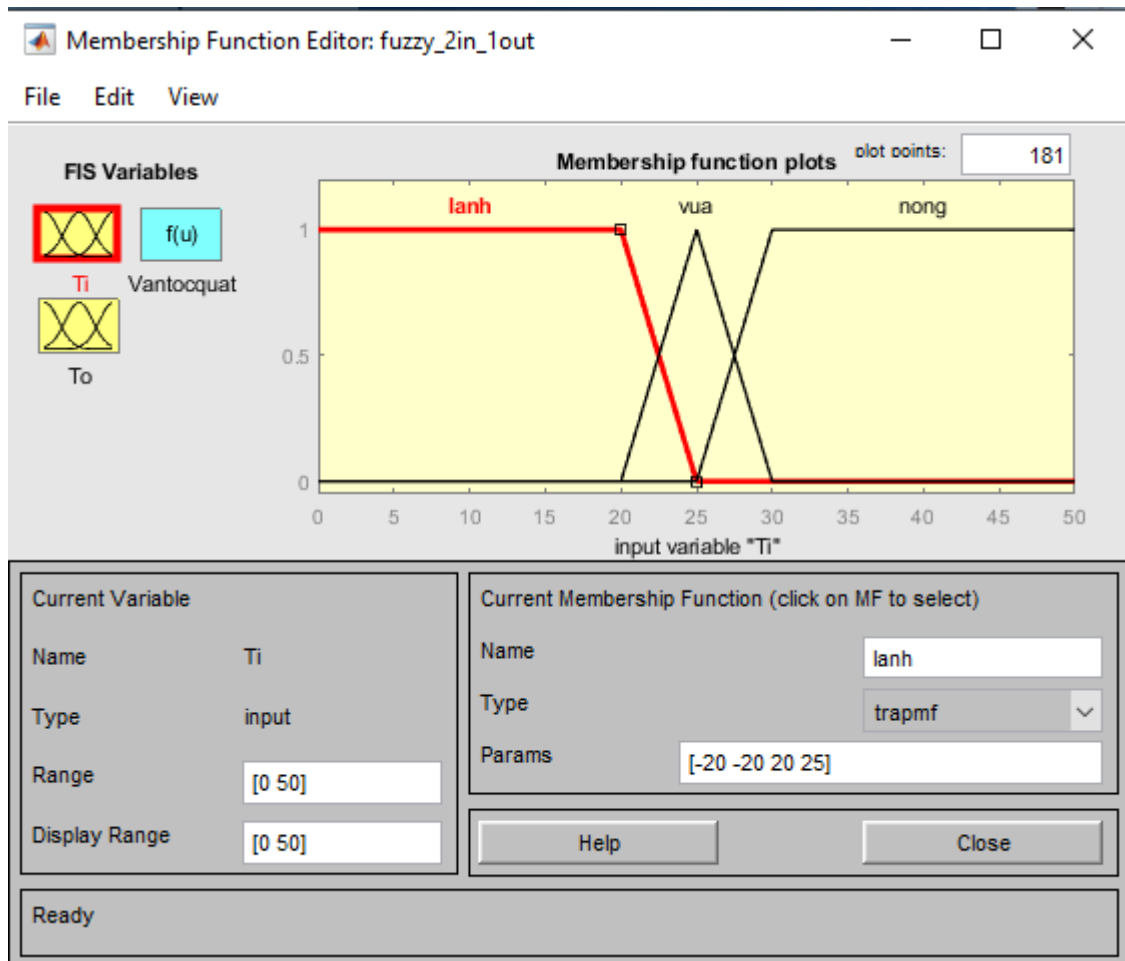 Membership Function Editor: fuzzy_2in_1out
File Edit View
FIS Variables
f(u)
Ti Vantocquat
To
Membership function plots plot points: 181
lanh vua nong
1
0.5
0
0 5 10 15 20 25 30 35 40 45 50
input variable "Ti"
Current Variable
Name Ti
Type input
Range [0 50]
Display Range [0 50]
Current Membership Function (click on MF to select)
Name lanh
Type trapmf
Params [-20 -20 20 25]
Help Close
Ready